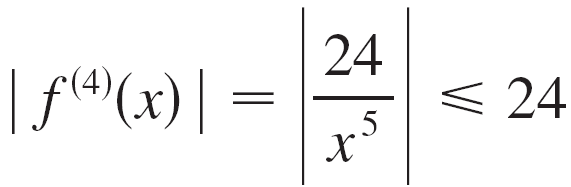 | f⁽⁴⁾(x) | = | 24/x⁵ | ⩽ 24